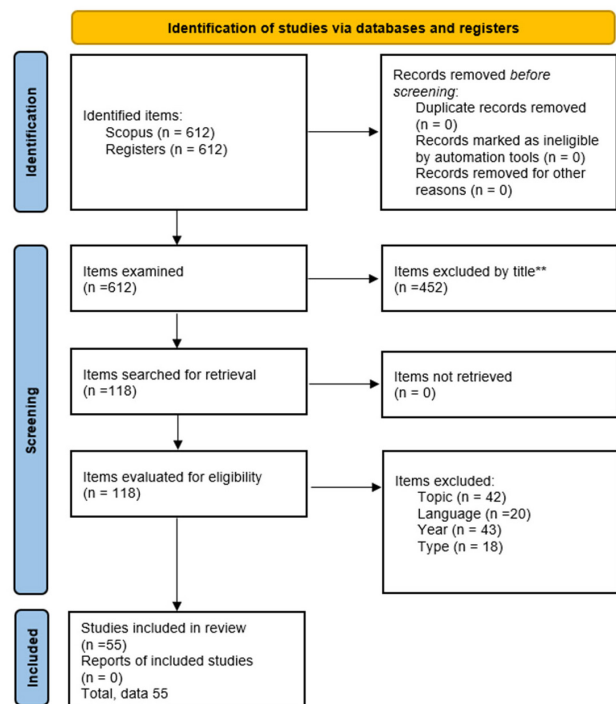 Identification of studies via databases and registers
Identification
Identified items:
Scopus (n = 612)
Registers (n = 612)
Records removed before
screening:
Duplicate records removed
(n = 0)
Records marked as ineligible
by automation tools (n = 0)
Records removed for other
reasons (n = 0)
Screening
Items examined
(n =612)
Items excluded by title**
(n =452)
Items searched for retrieval
(n =118)
Items not retrieved
(n = 0)
Items evaluated for eligibility
(n = 118)
Items excluded:
Topic (n = 42)
Language (n =20)
Year (n = 43)
Type (n = 18)
Included
Studies included in review
(n =55)
Reports of included studies
(n = 0)
Total, data 55